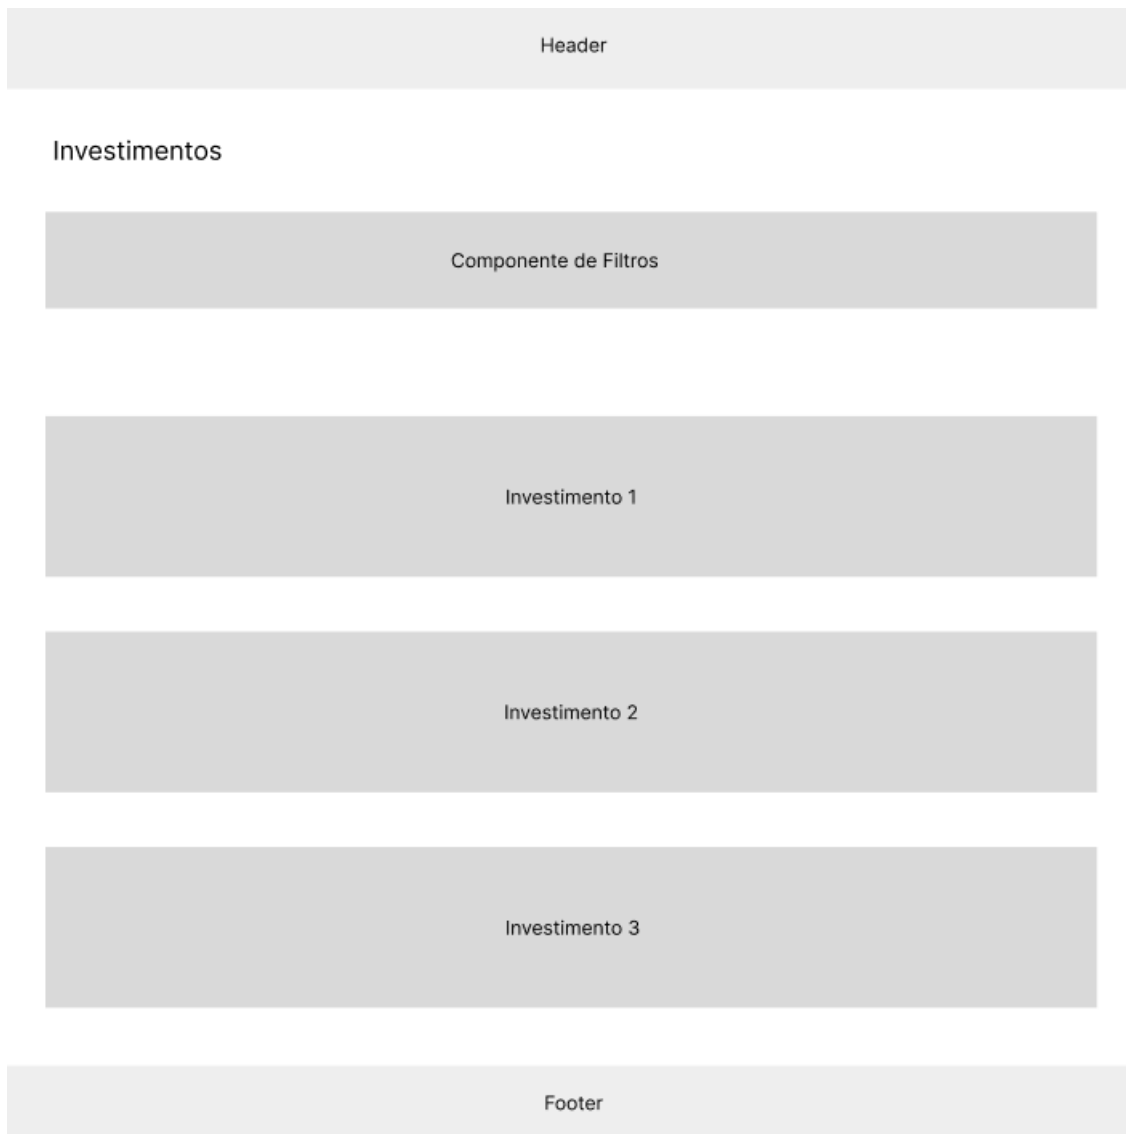 Header
Investimentos
Componente de Filtros
Investimento 1
Investimento 2
Investimento 3
Footer